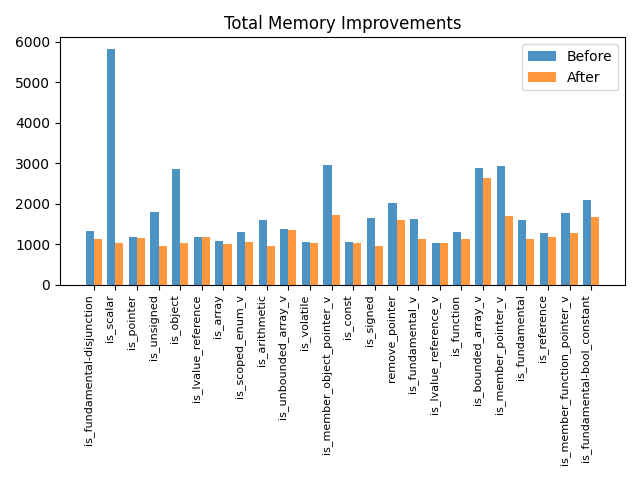 Total Memory Improvements
Before
After
6000
5000
4000
3000
2000
1000
0
is_fundamental-disjunction
is_scalar
is_pointer
is_unsigned
is_object
is_lvalue_reference
is_array
is_scoped_enum_v
is_arithmetic
is_unbounded_array_v
is_volatile
is_member_object_pointer_v
is_const
is_signed
remove_pointer
is_fundamental_v
is_lvalue_reference_v
is_function
is_bounded_array_v
is_member_pointer_v
is_fundamental
is_reference
is_member_function_pointer_v
is_fundamental-bool_constant